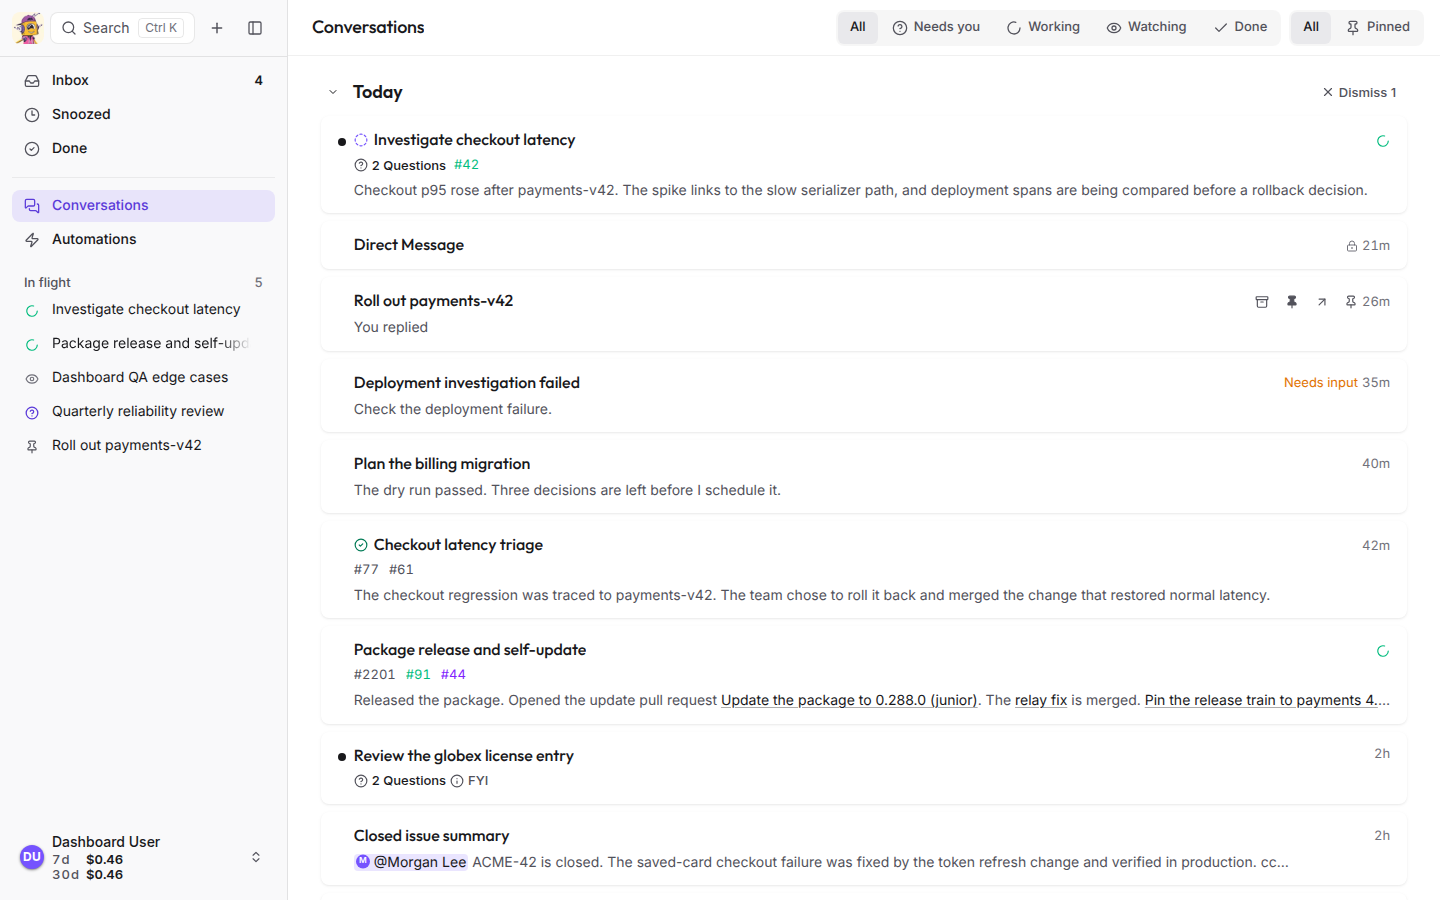 Search Ctrl K
Inbox 4
Snoozed
Done
Conversations
Automations
In flight 5
Investigate checkout latency
Package release and self-upd
Dashboard QA edge cases
Quarterly reliability review
Roll out payments-v42
DU Dashboard User
7d $0.46
30d $0.46
Conversations
All Needs you Working Watching Done All Pinned
Today Dismiss 1
Investigate checkout latency
2 Questions #42
Checkout p95 rose after payments-v42. The spike links to the slow serializer path, and deployment spans are being compared before a rollback decision.
Direct Message 21m
Roll out payments-v42 26m
You replied
Deployment investigation failed Needs input 35m
Check the deployment failure.
Plan the billing migration 40m
The dry run passed. Three decisions are left before I schedule it.
Checkout latency triage 42m
#77 #61
The checkout regression was traced to payments-v42. The team chose to roll it back and merged the change that restored normal latency.
Package release and self-update
#2201 #91 #44
Released the package. Opened the update pull request Update the package to 0.288.0 (junior). The relay fix is merged. Pin the release train to payments 4....
Review the globex license entry 2h
2 Questions FYI
Closed issue summary 2h
M @Morgan Lee ACME-42 is closed. The saved-card checkout failure was fixed by the token refresh change and verified in production. cc...